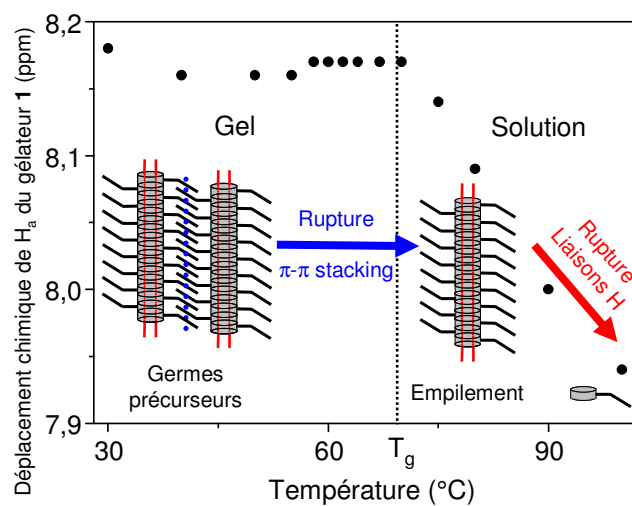 Déplacement chimique de Ha du gélateur 1 (ppm)
8,2
8,1
8,0
7,9
Gel
Solution
Rupture
π-π stacking
Rupture
Liaisons H
Germes
précurseurs
Empilement
30
60
Tg
90
Température (°C)